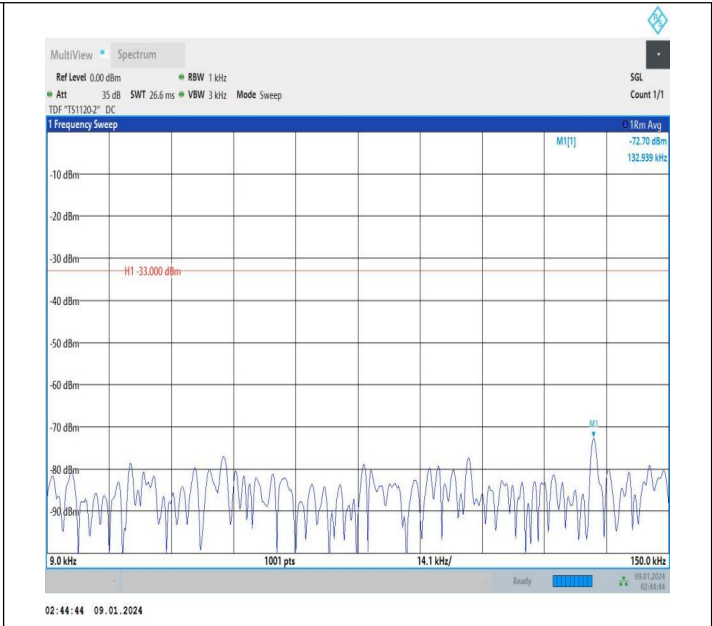 R S
MultiView Spectrum
Ref Level 0.00 dBm RBW 1 kHz SGL
Att 35 dB SWT 26.6 ms VBW 3 kHz Mode Sweep Count 1/1
TDF "TS1120-2" DC
1 Frequency Sweep 1Rm Avg
M1[1] -72.70 dBm
132.939 kHz
-10 dBm
-20 dBm
-30 dBm
H1 -33.000 dBm
-40 dBm
-50 dBm
-60 dBm
-70 dBm
M1
-80 dBm
-90 dBm
9.0 kHz 1001 pts 14.1 kHz/ 150.0 kHz
Ready 09.01.2024
02:44:44
02:44:44 09.01.2024